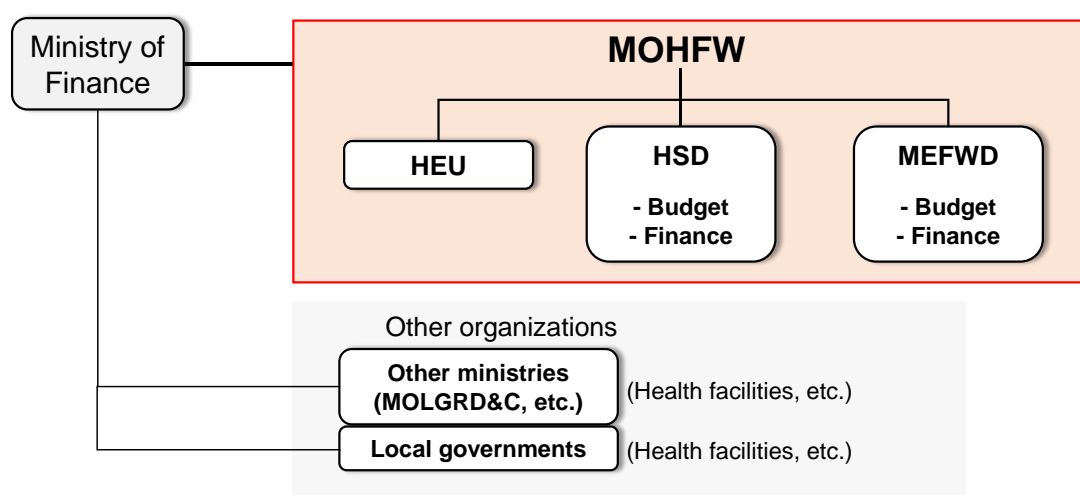 Ministry of
Finance
MOHFW
HEU
HSD
- Budget
- Finance
MEFWD
- Budget
- Finance
Other organizations
Other ministries
(MOLGRD&C, etc.)
(Health facilities, etc.)
Local governments
(Health facilities, etc.)